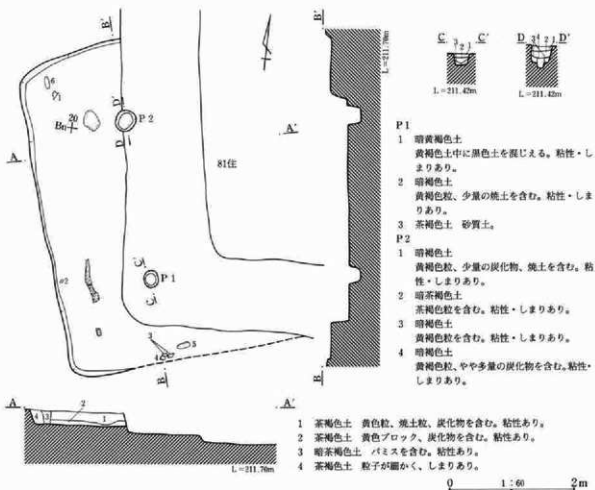 B'
B'
L=211.70m
C 3 2 1 C'
D 3 4 2 1 D'
L=211.42m
L=211.42m
6
1
20
Bn
P 2
D'
D
A
A'
81住
2
C'
C
P 1
3
5
4
B
B
P 1
1 暗黄褐色土
黄褐色土中に黒色土を混じえる。粘性・し
まりあり。
2 暗褐色土
黄褐色粒、少量の焼土を含む。粘性・しま
りあり。
3 茶褐色土 砂質土。
P 2
1 暗褐色土
黄褐色粒、少量の炭化物、焼土を含む。粘
性・しまりあり。
2 暗茶褐色土
茶褐色粒を含む。粘性・しまりあり。
3 暗褐色土
黄褐色粒を含む。粘性・しまりあり。
4 暗褐色土
黄褐色粒、やや多量の炭化物を含む。粘性・
しまりあり。
A
A'
2
4 3 1
L=211.70m
1 茶褐色土 黄色粒、焼土粒、炭化物を含む。粘性あり。
2 茶褐色土 黄色ブロック、炭化物を含む。粘性あり。
3 暗茶褐色土 パミスを含む。粘性あり。
4 茶褐色土 粒子が細かく、しまりあり。
0 1:60 2m